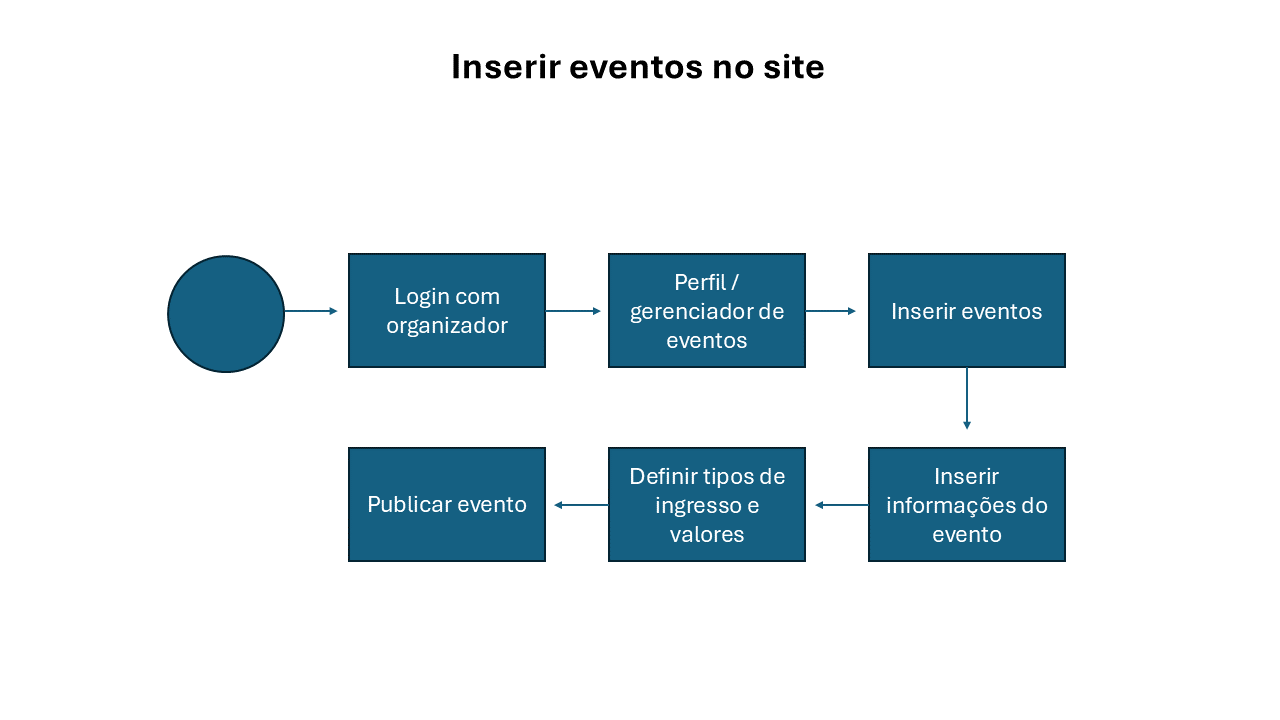 Inserir eventos no site
Login com
organizador
Perfil /
gerenciador de
eventos
Inserir eventos
Inserir
informações do
evento
Definir tipos de
ingresso e
valores
Publicar evento